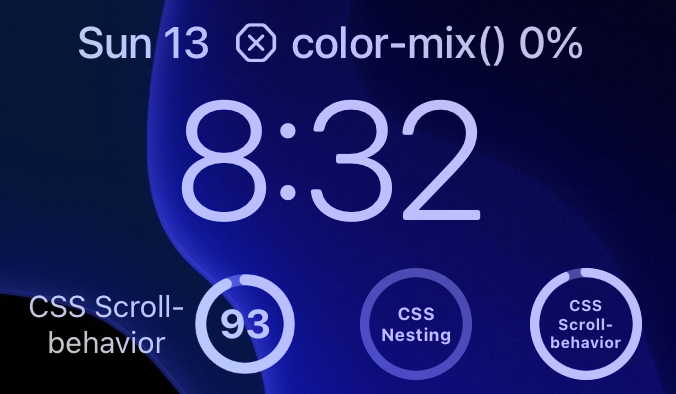 Sun 13 color-mix() 0%
8:32
CSS Scroll-
behavior
93
CSS
Nesting
CSS
Scroll-
behavior